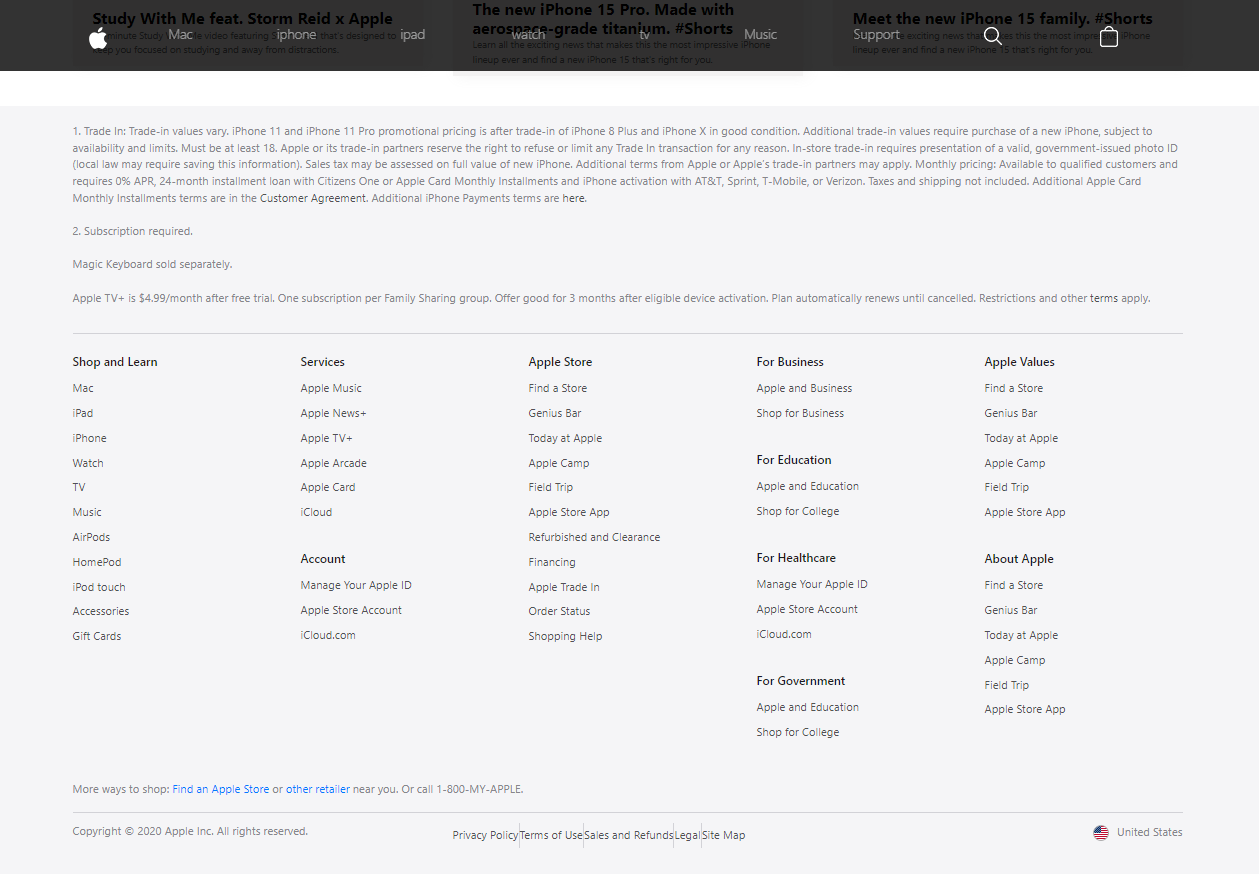 Study With Me feat. Storm Reid x Apple
The new iPhone 15 Pro. Made with
aerospace-grade titanium. #Shorts
Meet the new iPhone 15 family. #Shorts
Mac iphone ipad watch tv Music Support
minute Study video featuring that's designed to
keep you focused on studying and away from distractions.
Learn all the exciting news that makes this the most impressive iPhone
lineup ever and find a new iPhone 15 that's right for you.
exciting news that makes this the most impressive iPhone
lineup ever and find a new iPhone 15 that's right for you.
1. Trade In: Trade-in values vary. iPhone 11 and iPhone 11 Pro promotional pricing is after trade-in of iPhone 8 Plus and iPhone X in good condition. Additional trade-in values require purchase of a new iPhone, subject to
availability and limits. Must be at least 18. Apple or its trade-in partners reserve the right to refuse or limit any Trade In transaction for any reason. In-store trade-in requires presentation of a valid, government-issued photo ID
(local law may require saving this information). Sales tax may be assessed on full value of new iPhone. Additional terms from Apple or Apple's trade-in partners may apply. Monthly pricing: Available to qualified customers and
requires 0% APR, 24-month installment loan with Citizens One or Apple Card Monthly Installments and iPhone activation with AT&T, Sprint, T-Mobile, or Verizon. Taxes and shipping not included. Additional Apple Card
Monthly Installments terms are in the Customer Agreement. Additional iPhone Payments terms are here.
2. Subscription required.
Magic Keyboard sold separately.
Apple TV+ is $4.99/month after free trial. One subscription per Family Sharing group. Offer good for 3 months after eligible device activation. Plan automatically renews until cancelled. Restrictions and other terms apply.
Shop and Learn
Mac
iPad
iPhone
Watch
TV
Music
AirPods
HomePod
iPod touch
Accessories
Gift Cards
Services
Apple Music
Apple News+
Apple TV+
Apple Arcade
Apple Card
iCloud
Account
Manage Your Apple ID
Apple Store Account
iCloud.com
Apple Store
Find a Store
Genius Bar
Today at Apple
Apple Camp
Field Trip
Apple Store App
Refurbished and Clearance
Financing
Apple Trade In
Order Status
Shopping Help
For Business
Apple and Business
Shop for Business
For Education
Apple and Education
Shop for College
For Healthcare
Manage Your Apple ID
Apple Store Account
iCloud.com
For Government
Apple and Education
Shop for College
Apple Values
Find a Store
Genius Bar
Today at Apple
Apple Camp
Field Trip
Apple Store App
About Apple
Find a Store
Genius Bar
Today at Apple
Apple Camp
Field Trip
Apple Store App
More ways to shop: Find an Apple Store or other retailer near you. Or call 1-800-MY-APPLE.
Copyright © 2020 Apple Inc. All rights reserved.
Privacy Policy Terms of Use Sales and Refunds Legal Site Map
United States